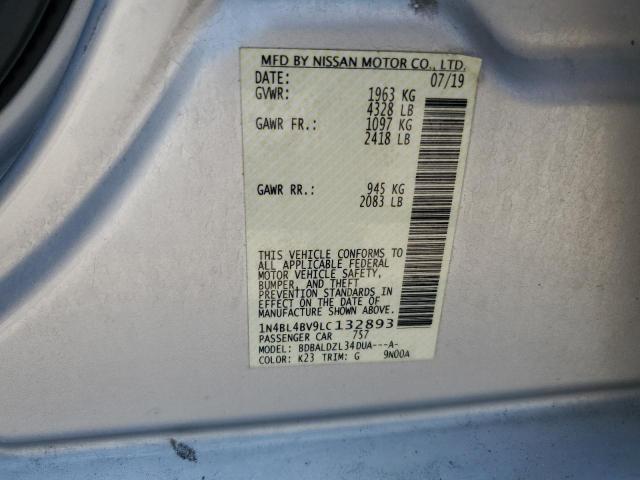 MFD BY NISSAN MOTOR CO., LTD.
DATE: 07/19
GVWR: 1963 KG
4328 LB
GAWR FR.: 1097 KG
2418 LB
GAWR RR.: 945 KG
2083 LB
THIS VEHICLE CONFORMS TO
ALL APPLICABLE FEDERAL
MOTOR VEHICLE SAFETY,
BUMPER, AND THEFT
PREVENTION STANDARDS IN
EFFECT ON THE DATE OF
MANUFACTURE SHOWN ABOVE.
1N4BL4BV9LC132893
PASSENGER CAR 757
MODEL: BDBALDZL34DUA---A-
COLOR: K23 TRIM: G 9N00A